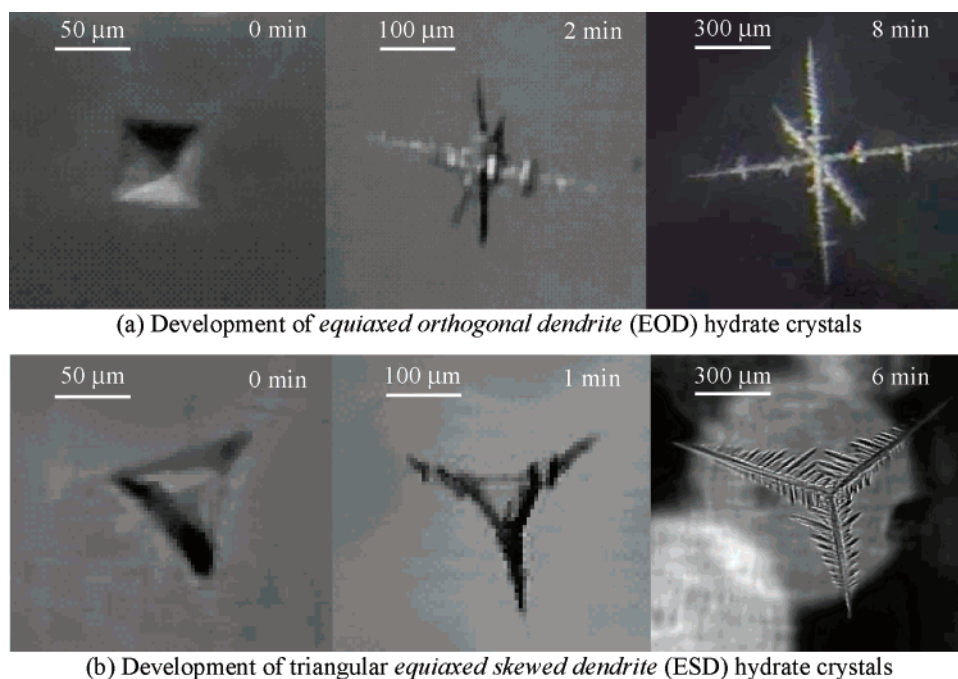 50 μm 0 min 100 μm 2 min 300 μm 8 min
(a) Development of equiaxed orthogonal dendrite (EOD) hydrate crystals
50 μm 0 min 100 μm 1 min 300 μm 6 min
(b) Development of triangular equiaxed skewed dendrite (ESD) hydrate crystals